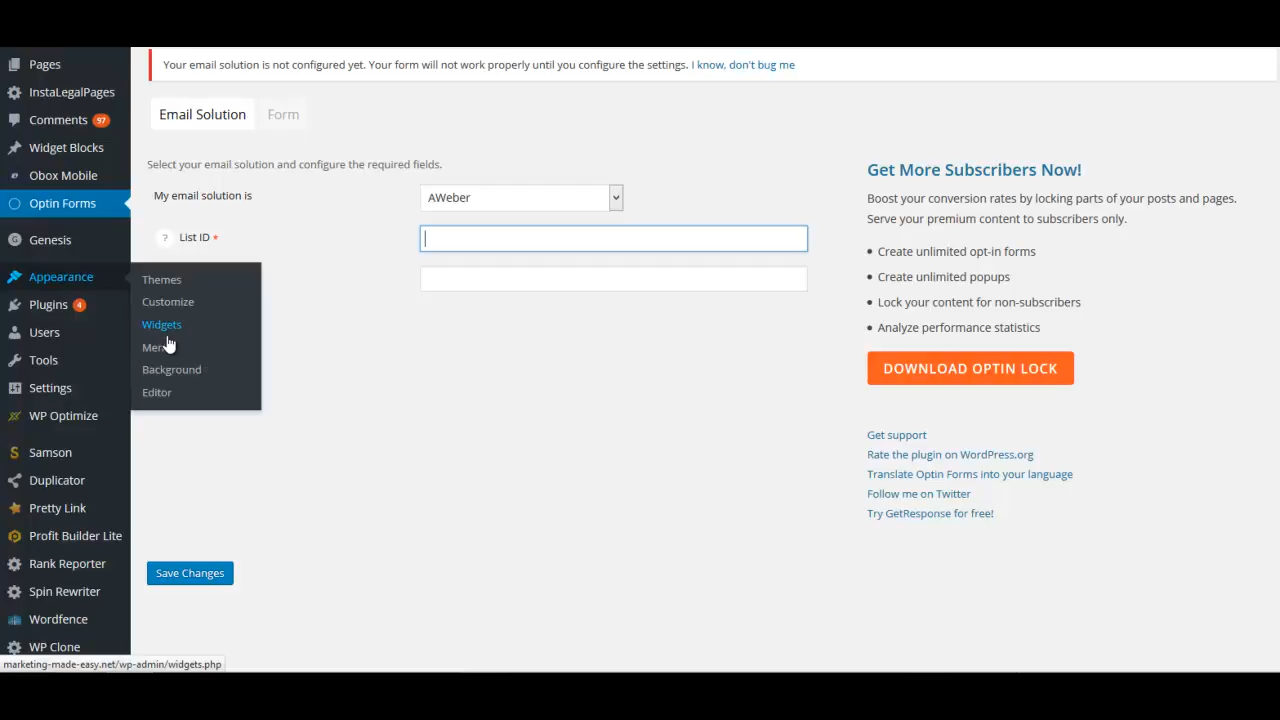 Pages
InstaLegalPages
Comments 97
Widget Blocks
Obox Mobile
Optin Forms
Genesis
Appearance
Plugins 4
Users
Tools
Settings
WP Optimize
Samson
Duplicator
Pretty Link
Profit Builder Lite
Rank Reporter
Spin Rewriter
Wordfence
WP Clone
marketing-made-easy.net/wp-admin/widgets.php
Themes
Customize
Widgets
Background
Editor
Your email solution is not configured yet. Your form will not work properly until you configure the settings. I know, don't bug me
Email Solution Form
Select your email solution and configure the required fields.
My email solution is AWeber
? List ID *
Save Changes
Get More Subscribers Now!
Boost your conversion rates by locking parts of your posts and pages.
Serve your premium content to subscribers only.
• Create unlimited opt-in forms
• Create unlimited popups
• Lock your content for non-subscribers
• Analyze performance statistics
DOWNLOAD OPTIN LOCK
Get support
Rate the plugin on WordPress.org
Translate Optin Forms into your language
Follow me on Twitter
Try GetResponse for free!